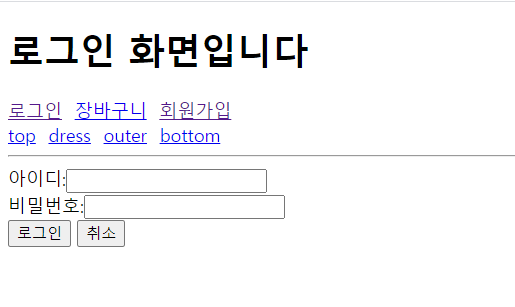 로그인 화면입니다
로그인 장바구니 회원가입
top dress outer bottom
아이디:
비밀번호:
로그인 취소